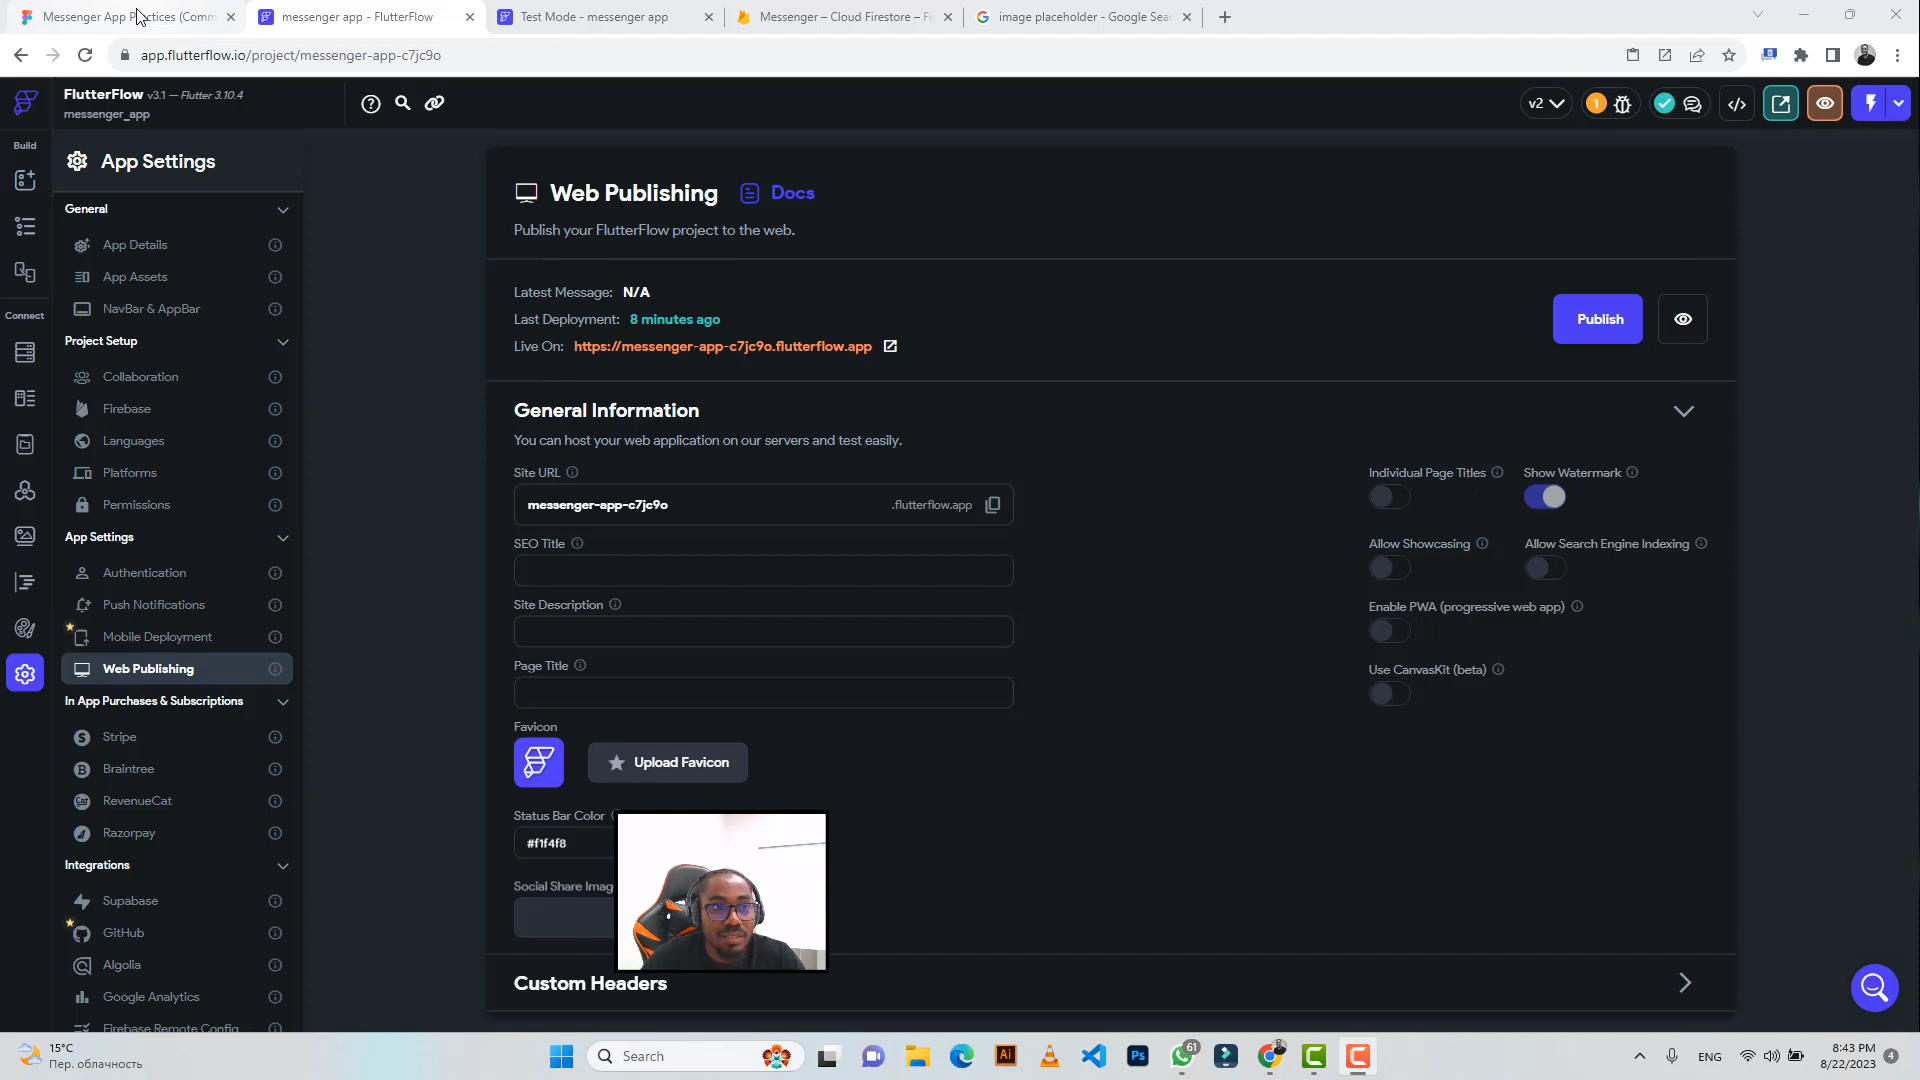 Messenger App Practices (Comm
messenger app - FlutterFlow
Test Mode - messenger app
Messenger – Cloud Firestore – Fi
image placeholder - Google Sear
app.flutterflow.io/project/messenger-app-c7jc9o
FlutterFlow v3.1 — Flutter 3.10.4
messenger_app
v2
1
Build
App Settings
General
App Details
App Assets
NavBar & AppBar
Connect
Project Setup
Collaboration
Firebase
Languages
Platforms
Permissions
App Settings
Authentication
Push Notifications
Mobile Deployment
Web Publishing
In App Purchases & Subscriptions
Stripe
Braintree
RevenueCat
Razorpay
Integrations
Supabase
GitHub
Algolia
Google Analytics
Firebase Remote Config
Web Publishing
Docs
Publish your FlutterFlow project to the web.
Latest Message: N/A
Last Deployment: 8 minutes ago
Live On: https://messenger-app-c7jc9o.flutterflow.app
Publish
General Information
You can host your web application on our servers and test easily.
Site URL
messenger-app-c7jc9o
.flutterflow.app
SEO Title
Site Description
Page Title
Favicon
Upload Favicon
Status Bar Color
#f1f4f8
Social Share Imag
Individual Page Titles
Show Watermark
Allow Showcasing
Allow Search Engine Indexing
Enable PWA (progressive web app)
Use CanvasKit (beta)
Custom Headers
15°C
Пер. облачность
Search
Ai
Ps
61
ENG
8:43 PM
8/22/2023
4